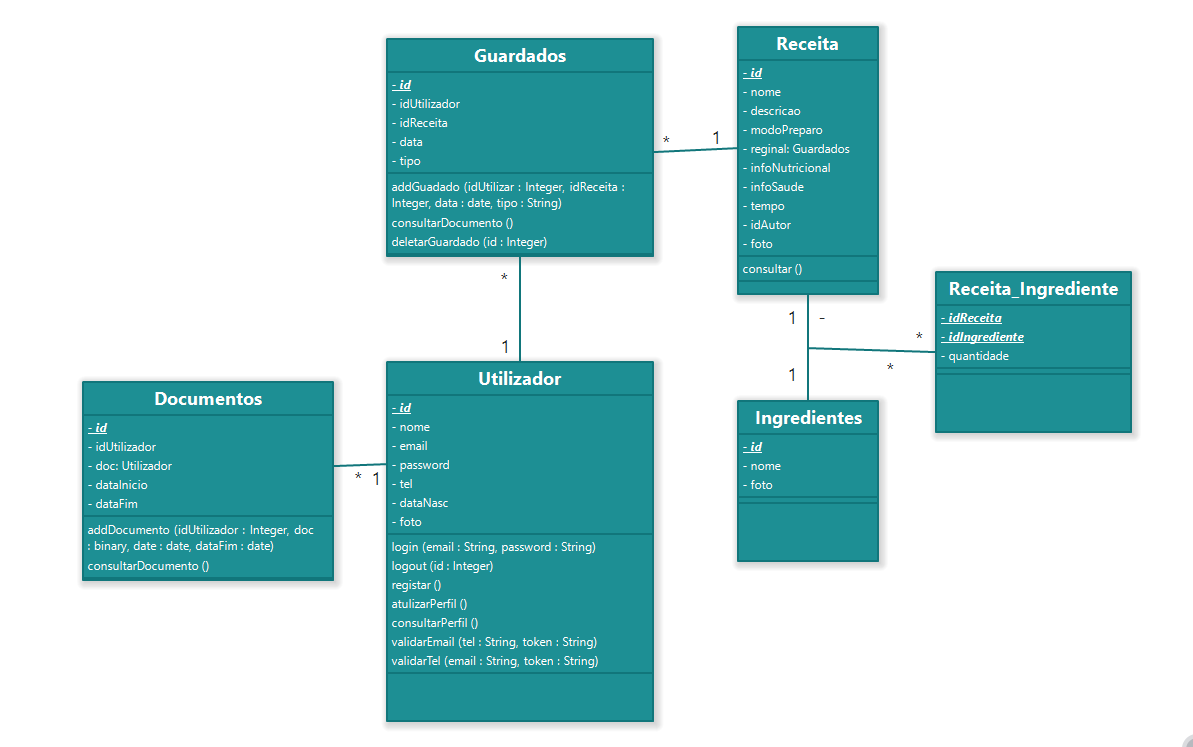 Guardados
- id
- idUtilizador
- idReceita
- data
- tipo
addGuadado (idUtilizar : Integer, idReceita :
Integer, data : date, tipo : String)
consultarDocumento ()
deletarGuardado (id : Integer)
* 1
Receita
- id
- nome
- descricao
- modoPreparo
- reginal: Guardados
- infoNutricional
- infoSaude
- tempo
- idAutor
- foto
consultar ()
*
1
1 -
*
*
1
Receita_Ingrediente
- idReceita
- idIngrediente
- quantidade
Documentos
- id
- idUtilizador
- doc: Utilizador
- dataInicio
- dataFim
addDocumento (idUtilizador : Integer, doc
: binary, date : date, dataFim : date)
consultarDocumento ()
* 1
Utilizador
- id
- nome
- email
- password
- tel
- dataNasc
- foto
login (email : String, password : String)
logout (id : Integer)
registar ()
atulizarPerfil ()
consultarPerfil ()
validarEmail (tel : String, token : String)
validarTel (email : String, token : String)
Ingredientes
- id
- nome
- foto